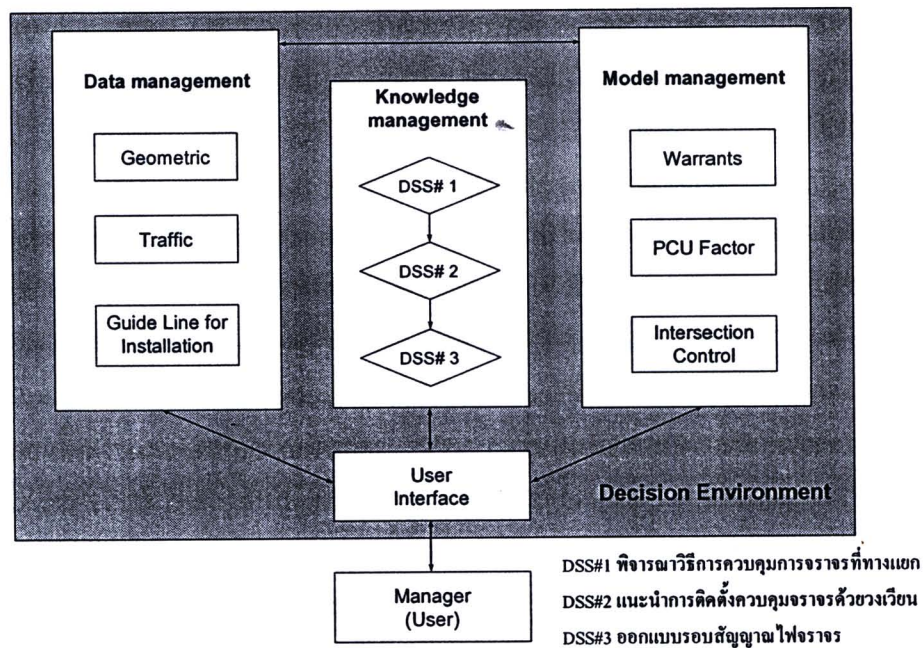 Data management
Geometric
Traffic
Guide Line for
Installation
Knowledge
management
DSS# 1
DSS# 2
DSS# 3
Model management
Warrants
PCU Factor
Intersection
Control
User
Interface
Decision Environment
Manager
(User)
DSS#1 พิจารณาวิธีการควบคุมการจราจรที่ทางแยก
DSS#2 แนะนำการติดตั้งควบคุมจราจรด้วยวงเวียน
DSS#3 ออกแบบรอบสัญญาณไฟจราจร